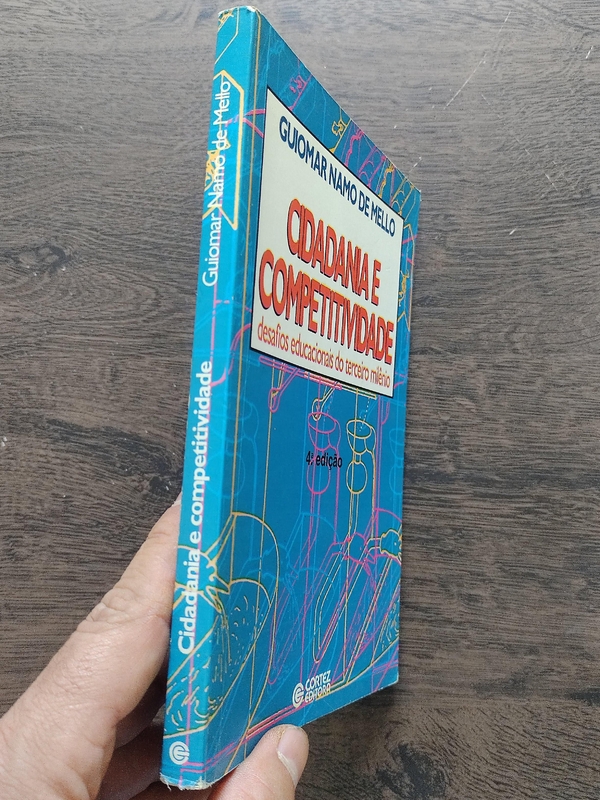 GUIOMAR NAMO DE MELLO
CIDADANIA E
COMPETITIVIDADE
desafios educacionais do terceiro milênio
4ª edição
CORTEZ
EDITORA
Guiomar Namo de Mello
Cidadania e competitividade